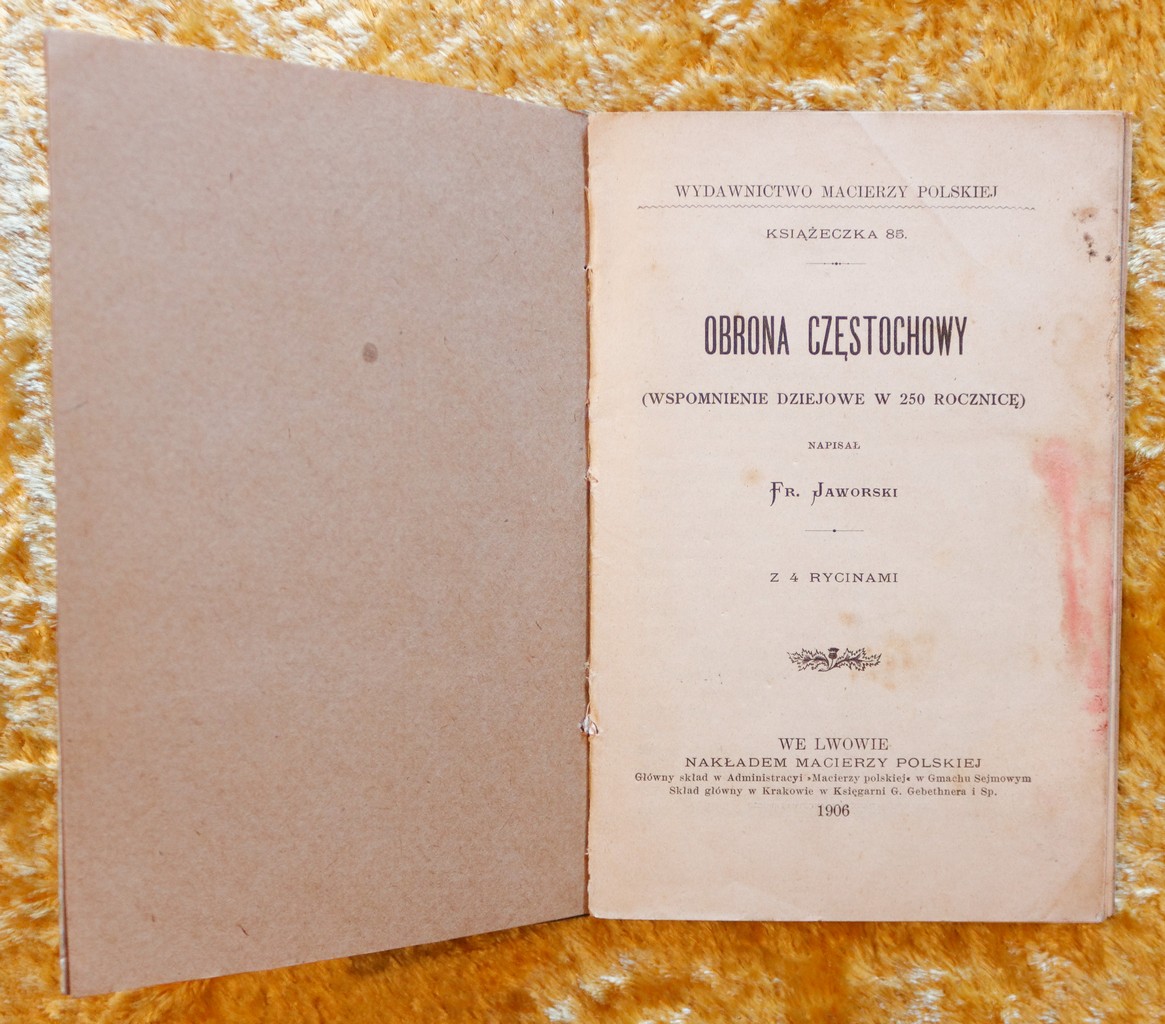 WYDAWNICTWO MACIERZY POLSKIEJ
KSIĄŻECZKA 85.
OBRONA CZĘSTOCHOWY
(WSPOMNIENIE DZIEJOWE W 250 ROCZNICĘ)
NAPISAŁ
FR. JAWORSKI
Z 4 RYCINAMI
WE LWOWIE
NAKŁADEM MACIERZY POLSKIEJ
Główny skład w Administracyi »Macierzy polskiej« w Gmachu Sejmowym
Skład główny w Krakowie w Księgarni G. Gebethnera i Sp.
1906